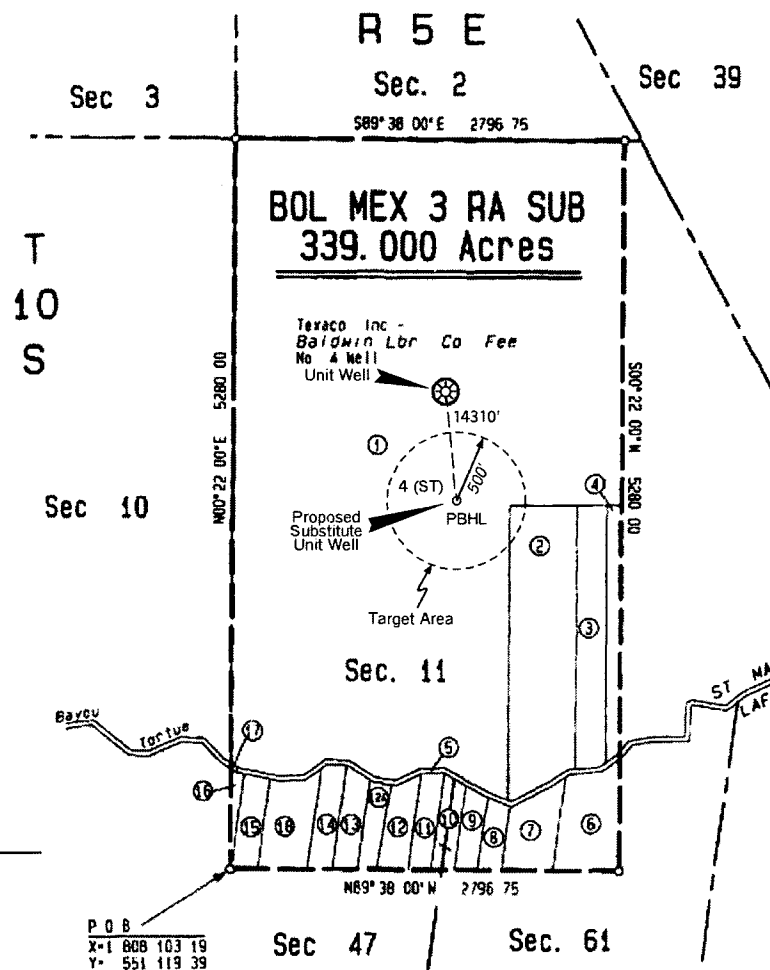 R 5 E
Sec 3
Sec. 2
Sec 39
S89° 38 00" E 2796 75
BOL MEX 3 RA SUB
339.000 Acres
T
10
S
Texaco Inc -
Baldwin Lbr Co Fee
No 4 Well
Unit Well
N00° 22 00"E 5280 00
S00° 22 00"W 5280 00
14310'
1
500'
4 (ST)
PBHL
Proposed
Substitute
Unit Well
Sec 10
4
2
3
Target Area
Sec. 11
ST MA
LAF
Bayou
Tortue
17
5
16
15
18
14
13
12A
12
11
10
9
8
7
6
N89° 38 00" W 2796 75
P O B
X=1 808 103 19
Y= 551 119 39
Sec 47
Sec. 61